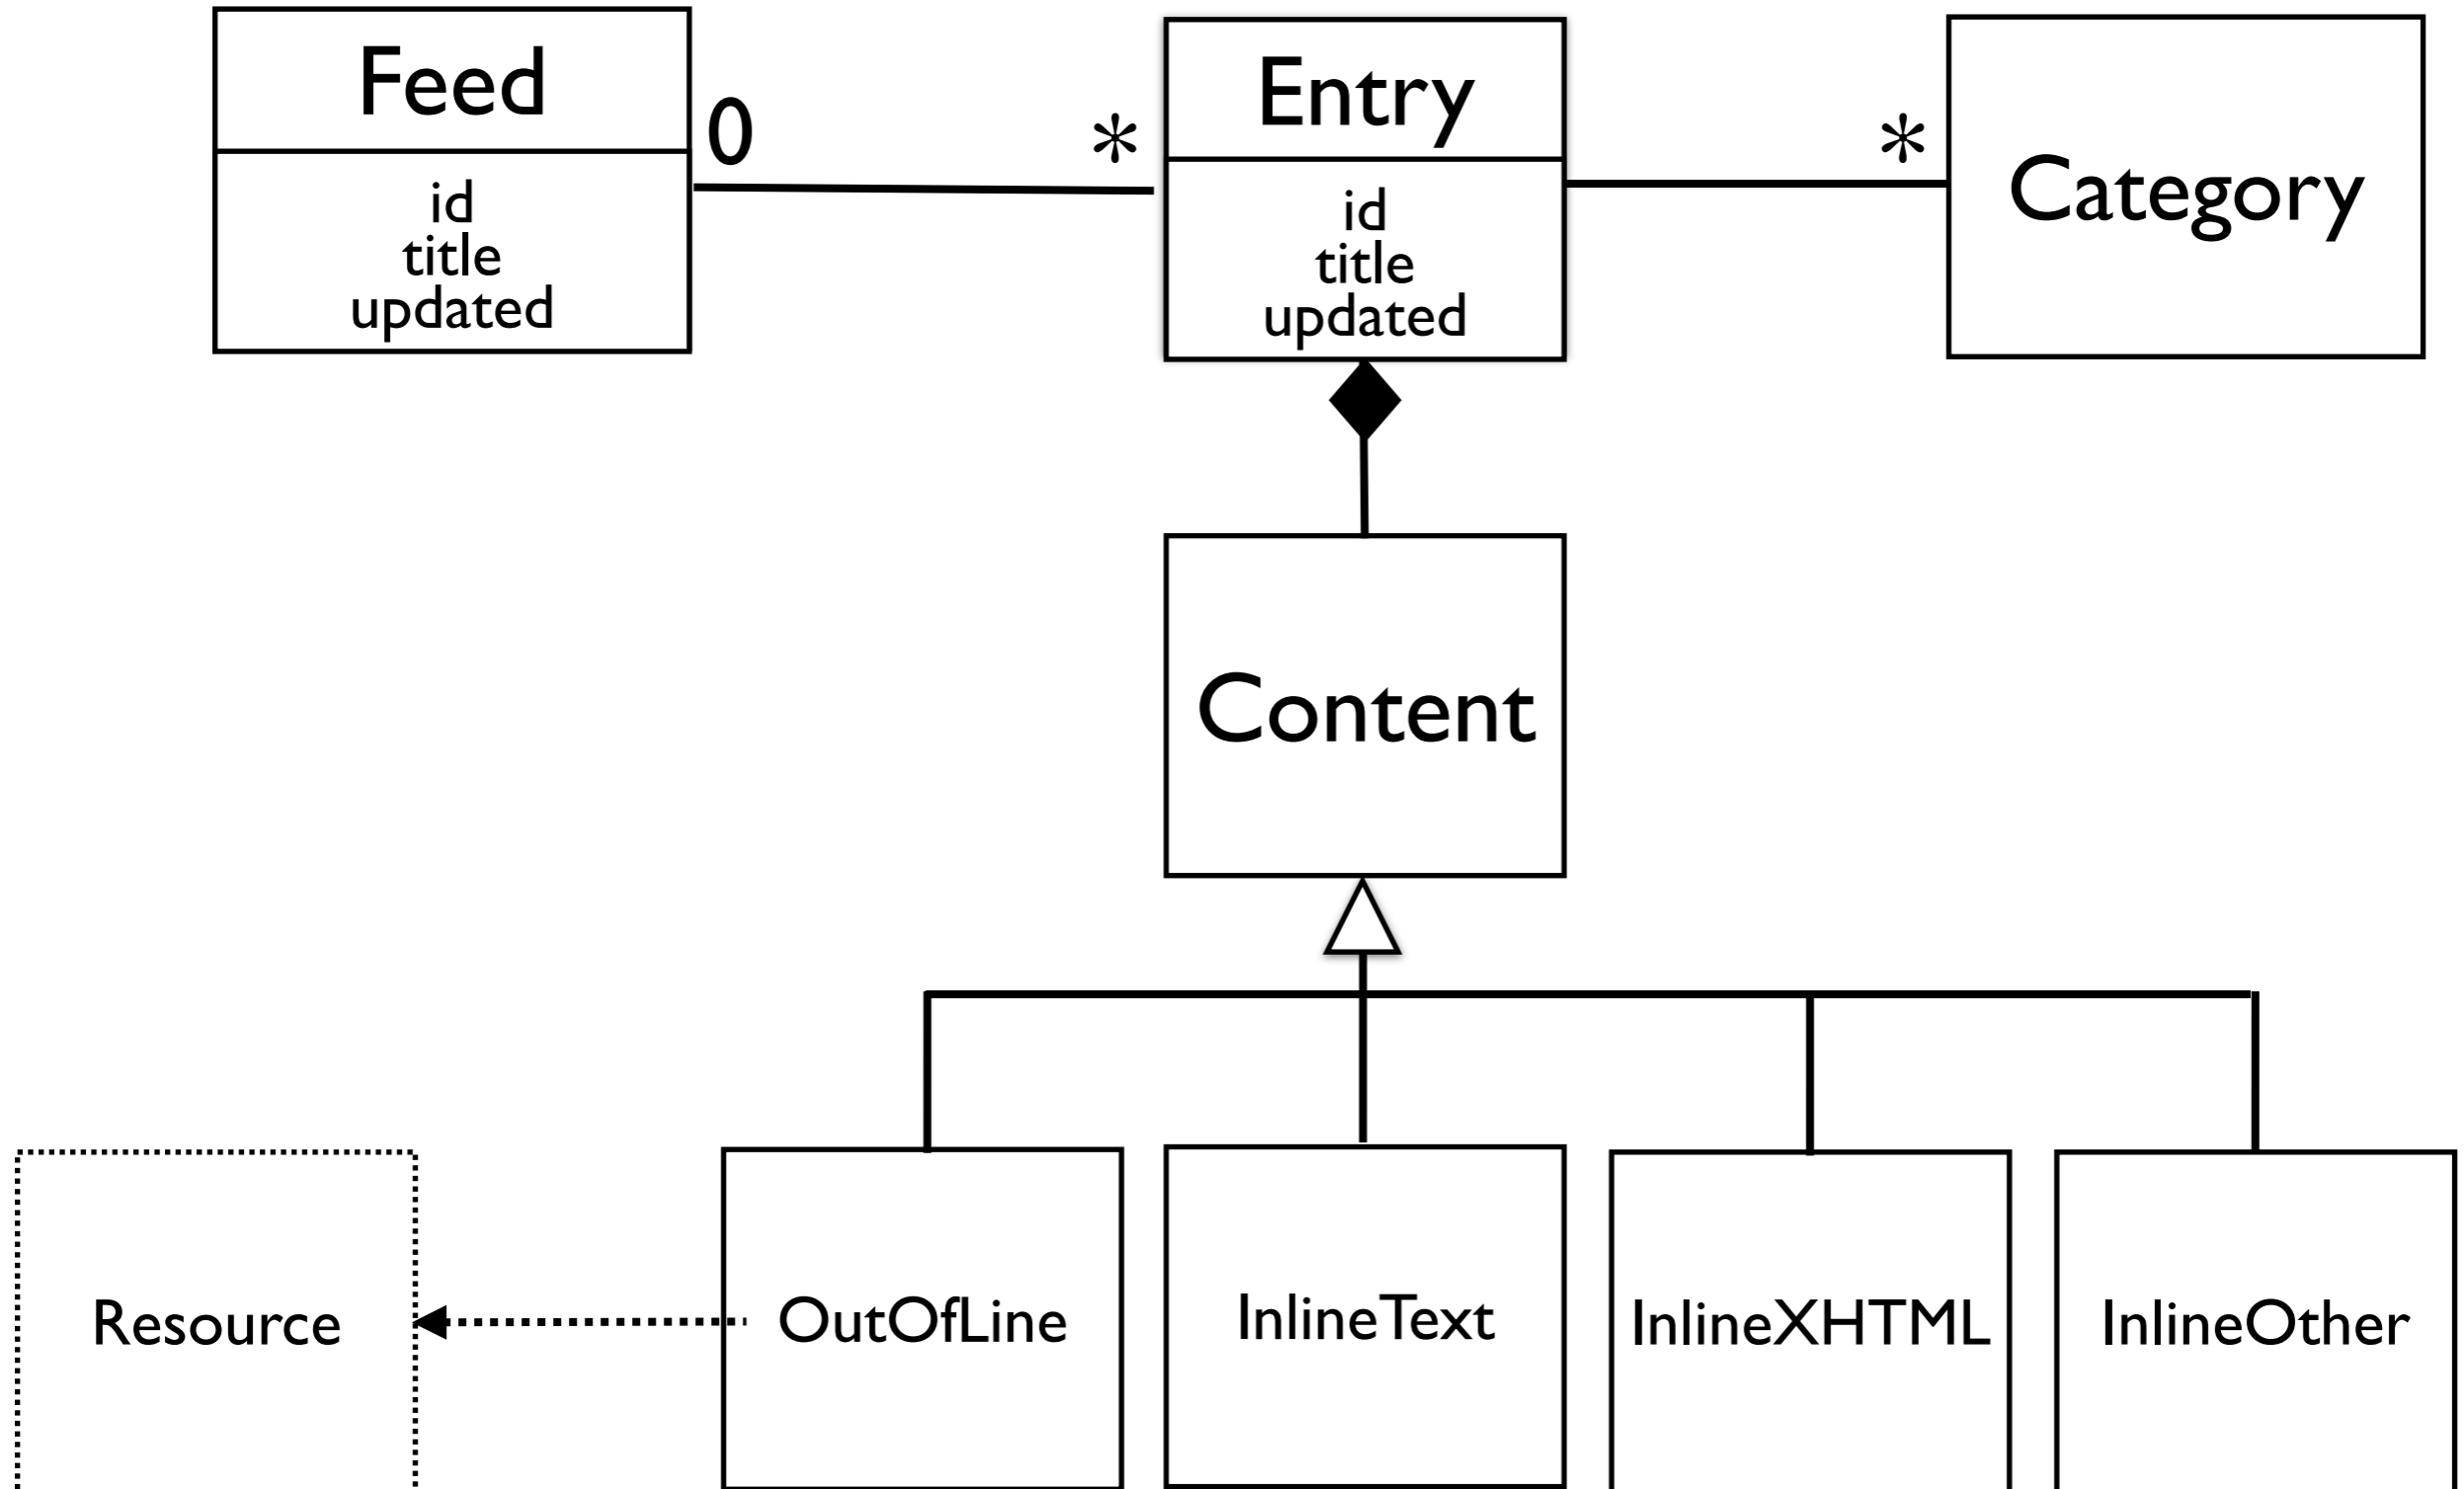 Feed
id
title
updated
0
*
Entry
id
title
updated
*
Category
Content
Resource
OutOfLine
InlineText
InlineXHTML
InlineOther